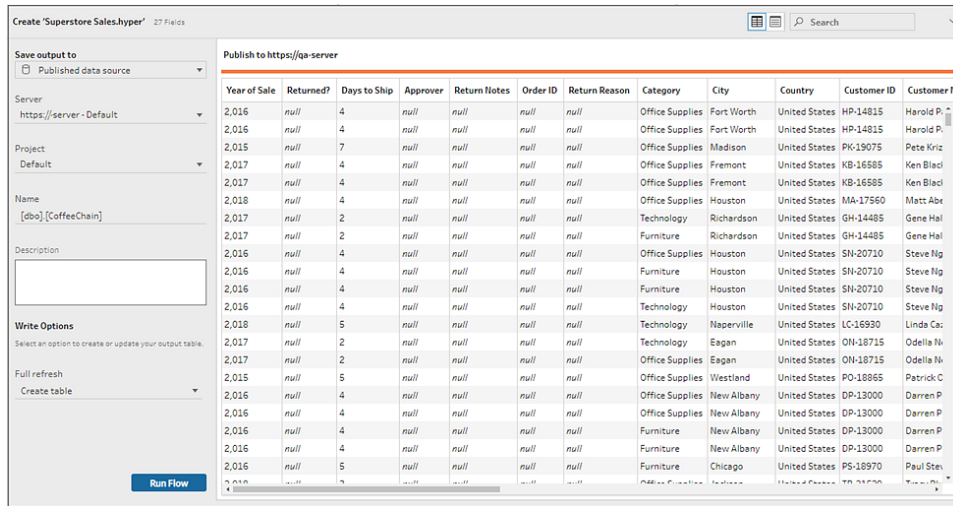 Create 'Superstore Sales.hyper' 27 Fields
Search
Save output to
Published data source
Server
https://-server - Default
Project
Default
Name
[dbo].[CoffeeChain]
Description
Write Options
Select an option to create or update your output table.
Full refresh
Create table
Run Flow
Publish to https://qa-server
Year of Sale Returned? Days to Ship Approver Return Notes Order ID Return Reason Category City Country Customer ID Customer
2,016 null 4 null null null null Office Supplies Fort Worth United States HP-14815 Harold P
2,016 null 4 null null null null Office Supplies Fort Worth United States HP-14815 Harold P
2,015 null 7 null null null null Office Supplies Madison United States PK-19075 Pete Kriz
2,017 null 4 null null null null Office Supplies Fremont United States KB-16585 Ken Blac
2,017 null 4 null null null null Office Supplies Fremont United States KB-16585 Ken Blac
2,018 null 4 null null null null Office Supplies Houston United States MA-17560 Matt Abe
2,017 null 2 null null null null Technology Richardson United States GH-14485 Gene Hal
2,017 null 2 null null null null Furniture Richardson United States GH-14485 Gene Hal
2,016 null 4 null null null null Office Supplies Houston United States SN-20710 Steve Ng
2,016 null 4 null null null null Furniture Houston United States SN-20710 Steve Ng
2,016 null 4 null null null null Furniture Houston United States SN-20710 Steve Ng
2,016 null 4 null null null null Technology Houston United States SN-20710 Steve Ng
2,018 null 5 null null null null Technology Naperville United States LC-16930 Linda Caz
2,017 null 2 null null null null Technology Eagan United States ON-18715 Odella N
2,017 null 2 null null null null Office Supplies Eagan United States ON-18715 Odella N
2,015 null 5 null null null null Office Supplies Westland United States PO-18865 Patrick O
2,016 null 4 null null null null Office Supplies New Albany United States DP-13000 Darren P
2,016 null 4 null null null null Office Supplies New Albany United States DP-13000 Darren P
2,016 null 4 null null null null Furniture New Albany United States DP-13000 Darren P
2,016 null 4 null null null null Furniture New Albany United States DP-13000 Darren P
2,016 null 5 null null null null Furniture Chicago United States PS-18970 Paul Stev